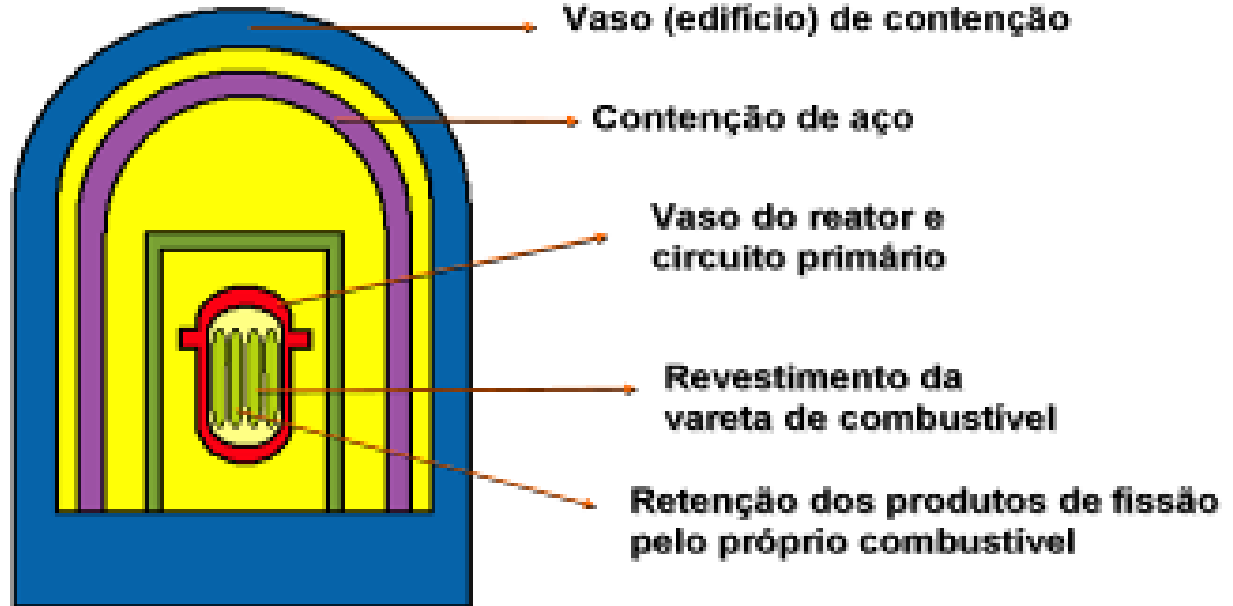 Vaso (edifício) de contenção
Contenção de aço
Vaso do reator e
circuito primário
Revestimento da
vareta de combustível
Retenção dos produtos de fissão
pelo próprio combustível